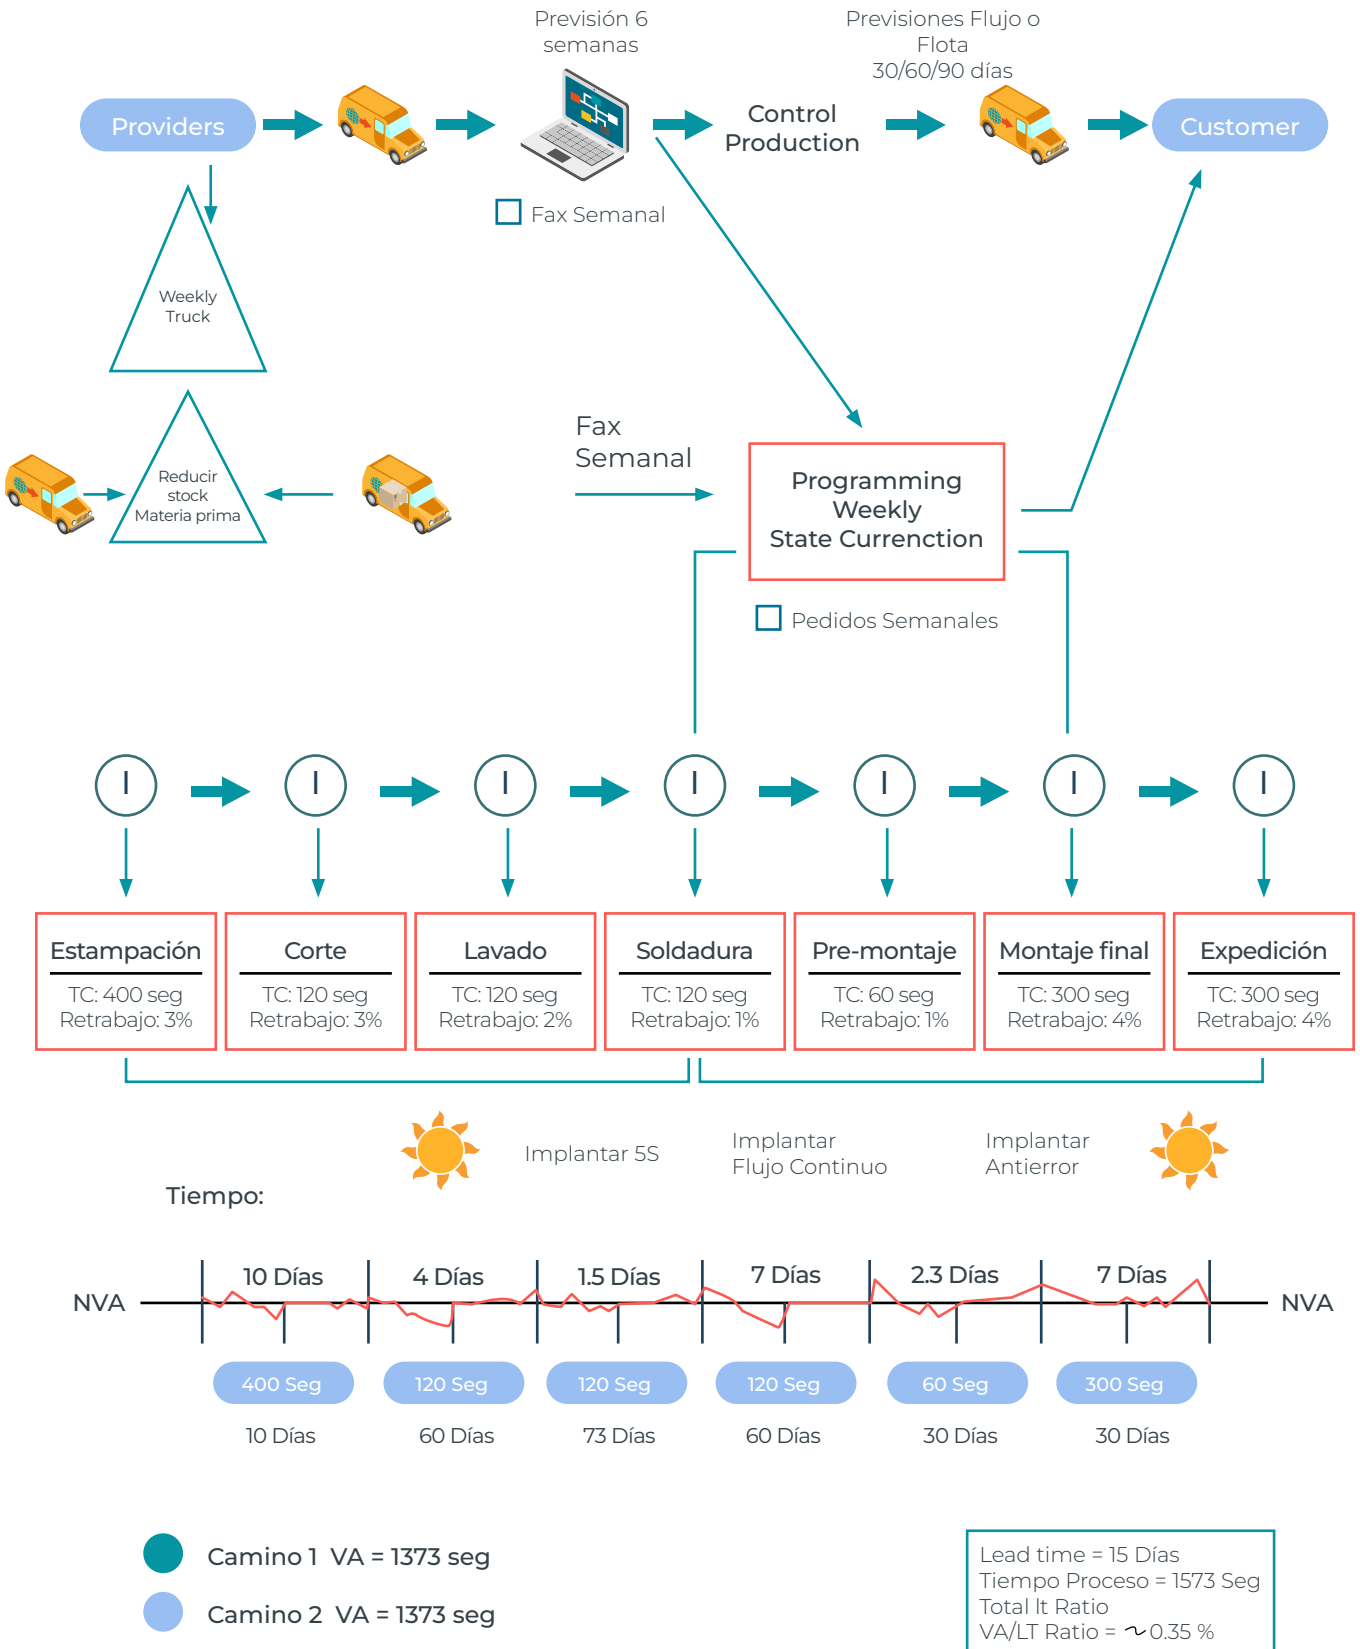 Previsión 6
semanas
Previsiones Flujo o
Flota
30/60/90 días
Providers
Control
Production
Customer
Fax Semanal
Weekly
Truck
Fax
Semanal
Reducir
stock
Materia prima
Programming
Weekly
State Currenction
Pedidos Semanales
I
I
I
I
I
I
I
Estampación
TC: 400 seg
Retrabajo: 3%
Corte
TC: 120 seg
Retrabajo: 3%
Lavado
TC: 120 seg
Retrabajo: 2%
Soldadura
TC: 120 seg
Retrabajo: 1%
Pre-montaje
TC: 60 seg
Retrabajo: 1%
Montaje final
TC: 300 seg
Retrabajo: 4%
Expedición
TC: 300 seg
Retrabajo: 4%
Implantar 5S
Implantar
Flujo Continuo
Implantar
Antierror
Tiempo:
10 Días
4 Días
1.5 Días
7 Días
2.3 Días
7 Días
NVA
NVA
400 Seg
120 Seg
120 Seg
120 Seg
60 Seg
300 Seg
10 Días
60 Días
73 Días
60 Días
30 Días
30 Días
Camino 1 VA = 1373 seg
Camino 2 VA = 1373 seg
Lead time = 15 Días
Tiempo Proceso = 1573 Seg
Total lt Ratio
VA/LT Ratio = ~0.35 %